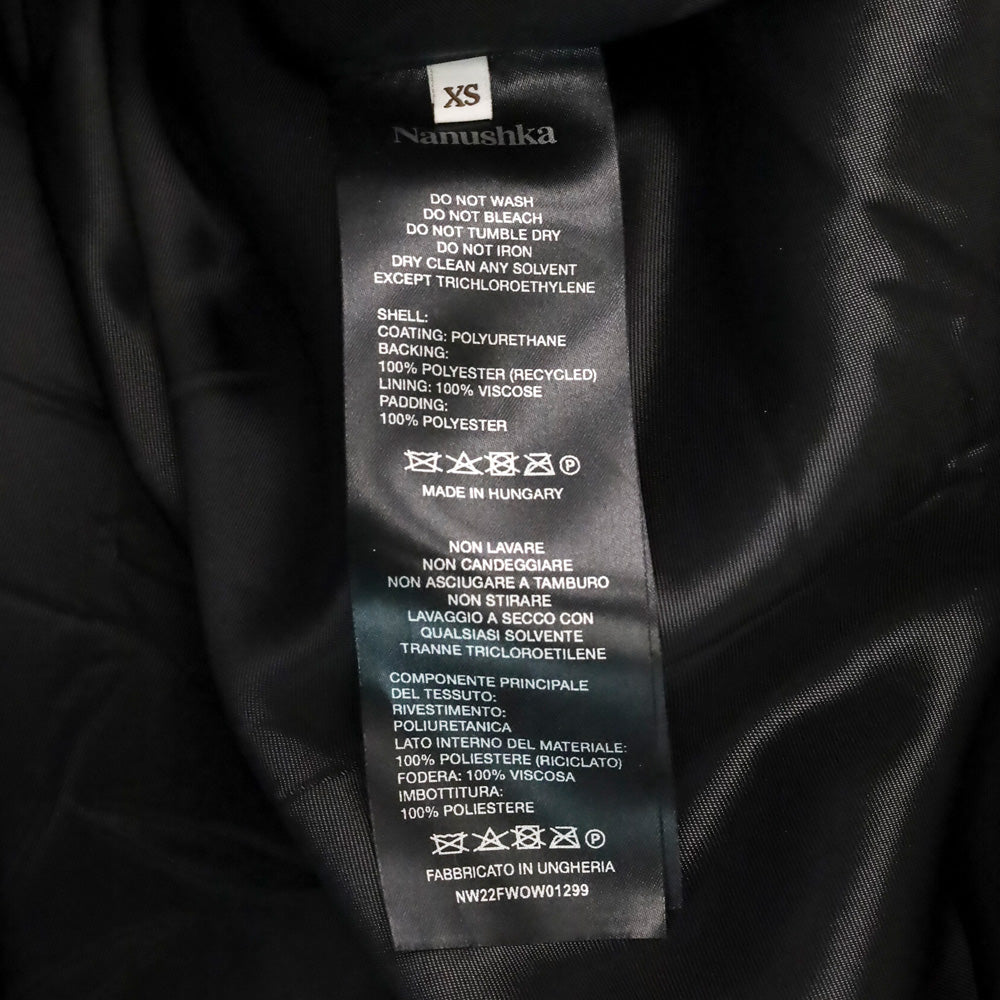 XS
Nanushka
DO NOT WASH
DO NOT BLEACH
DO NOT TUMBLE DRY
DO NOT IRON
DRY CLEAN ANY SOLVENT
EXCEPT TRICHLOROETHYLENE
SHELL:
COATING: POLYURETHANE
BACKING:
100% POLYESTER (RECYCLED)
LINING: 100% VISCOSE
PADDING:
100% POLYESTER
P
MADE IN HUNGARY
NON LAVARE
NON CANDEGGIARE
NON ASCIUGARE A TAMBURO
NON STIRARE
LAVAGGIO A SECCO CON
QUALSIASI SOLVENTE
TRANNE TRICLOROETILENE
COMPONENTE PRINCIPALE
DEL TESSUTO:
RIVESTIMENTO:
POLIURETANICA
LATO INTERNO DEL MATERIALE:
100% POLIESTERE (RICICLATO)
FODERA: 100% VISCOSA
IMBOTTITURA:
100% POLIESTERE
P
FABBRICATO IN UNGHERIA
NW22FWOW01299